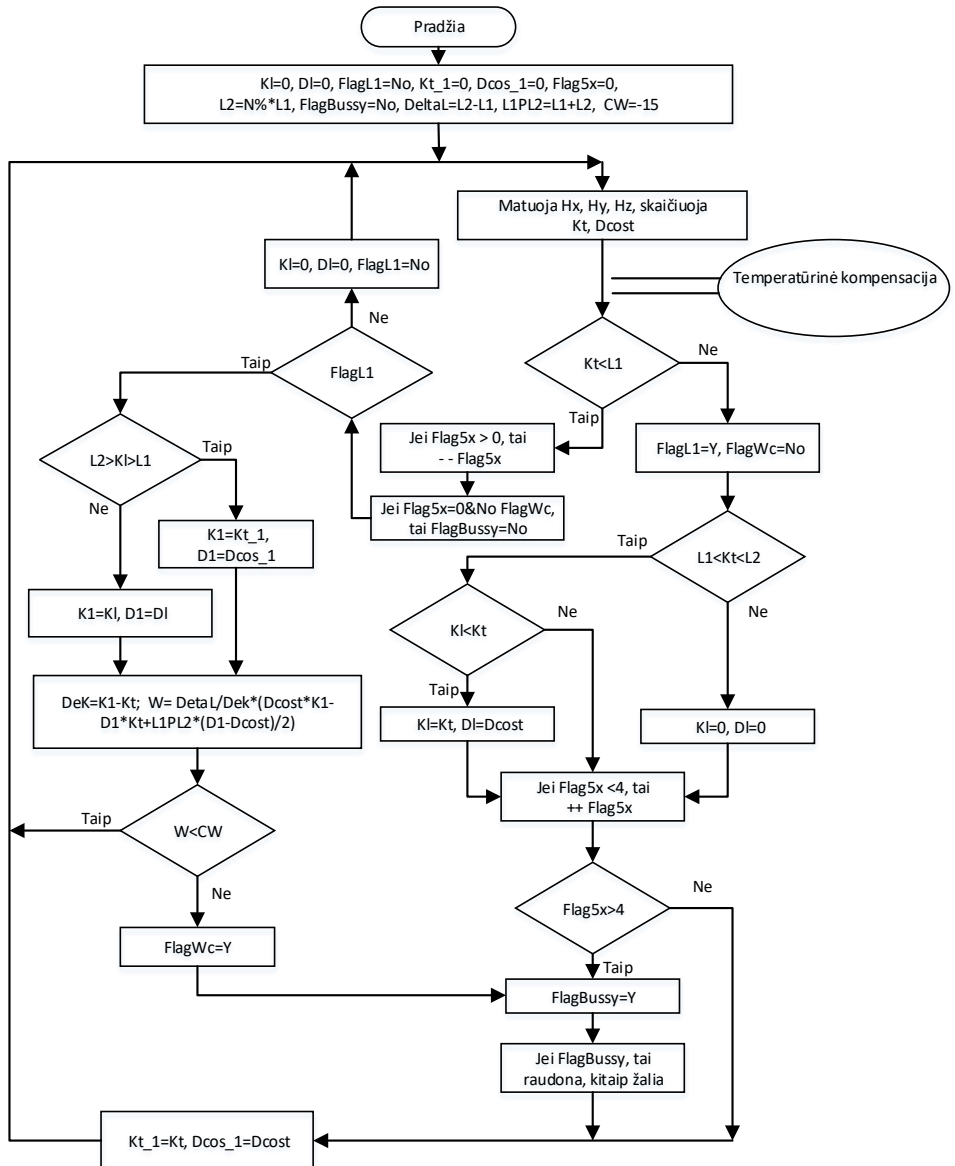 Pradžia
Kl=0, Dl=0, FlagL1=No, Kt_1=0, Dcos_1=0, Flag5x=0,
L2=N%*L1, FlagBussy=No, DeltaL=L2-L1, L1PL2=L1+L2, CW=-15
Matuoja Hx, Hy, Hz, skaičiuoja
Kt, Dcost
Kl=0, Dl=0, FlagL1=No
Temperatūrinė kompensacija
Ne
Kt<L1
Ne
Taip
FlagL1
Taip
Jei Flag5x > 0, tai
- - Flag5x
FlagL1=Y, FlagWc=No
L2>Kl>L1
Taip
Ne
Jei Flag5x=0&No FlagWc,
tai FlagBussy=No
K1=Kt_1,
D1=Dcos_1
Taip
L1<Kt<L2
Ne
K1=Kl, D1=Dl
Kl<Kt
Ne
Taip
DeK=K1-Kt; W= DetaL/Dek*(Dcost*K1-
D1*Kt+L1PL2*(D1-Dcost)/2)
Kl=Kt, Dl=Dcost
Kl=0, Dl=0
Jei Flag5x <4, tai
++ Flag5x
Taip
W<CW
Ne
Flag5x>4
Ne
Taip
FlagWc=Y
FlagBussy=Y
Jei FlagBussy, tai
raudona, kitaip žalia
Kt_1=Kt, Dcos_1=Dcost